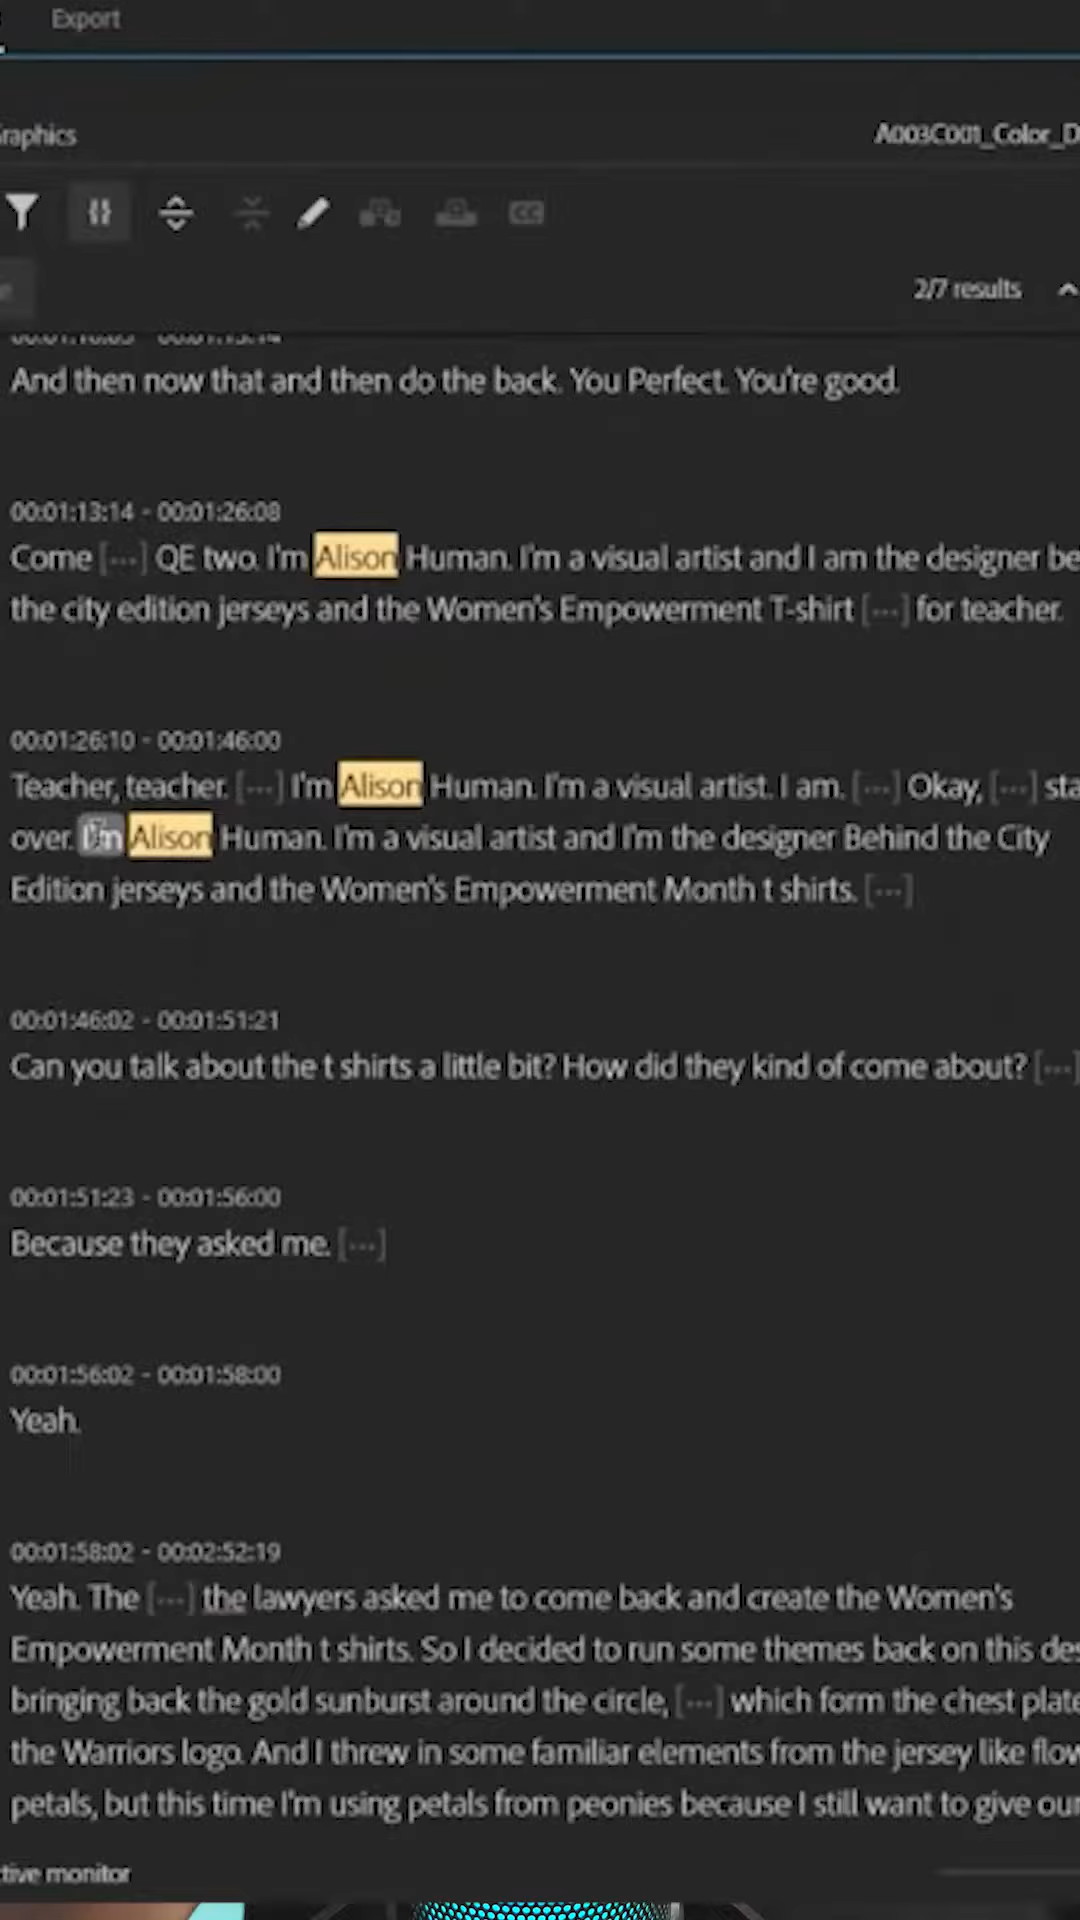 Export
Graphics
A003C001_Color_D
2/7 results
And then now that and then do the back. You Perfect. You're good.
00:01:13:14 - 00:01:26:08
Come [...] QE two. I'm Alison Human. I'm a visual artist and I am the designer be
the city edition jerseys and the Women's Empowerment T-shirt [...] for teacher.
00:01:26:10 - 00:01:46:00
Teacher, teacher. [...] I'm Alison Human. I'm a visual artist. I am. [...] Okay, [...] sta
over. I'm Alison Human. I'm a visual artist and I'm the designer Behind the City
Edition jerseys and the Women's Empowerment Month t shirts. [...]
00:01:46:02 - 00:01:51:21
Can you talk about the t shirts a little bit? How did they kind of come about? [...]
00:01:51:23 - 00:01:56:00
Because they asked me. [...]
00:01:56:02 - 00:01:58:00
Yeah.
00:01:58:02 - 00:02:52:19
Yeah. The [...] the lawyers asked me to come back and create the Women's
Empowerment Month t shirts. So I decided to run some themes back on this des
bringing back the gold sunburst around the circle, [...] which form the chest plate
the Warriors logo. And I threw in some familiar elements from the jersey like flow
petals, but this time I'm using petals from peonies because I still want to give our
tive monitor